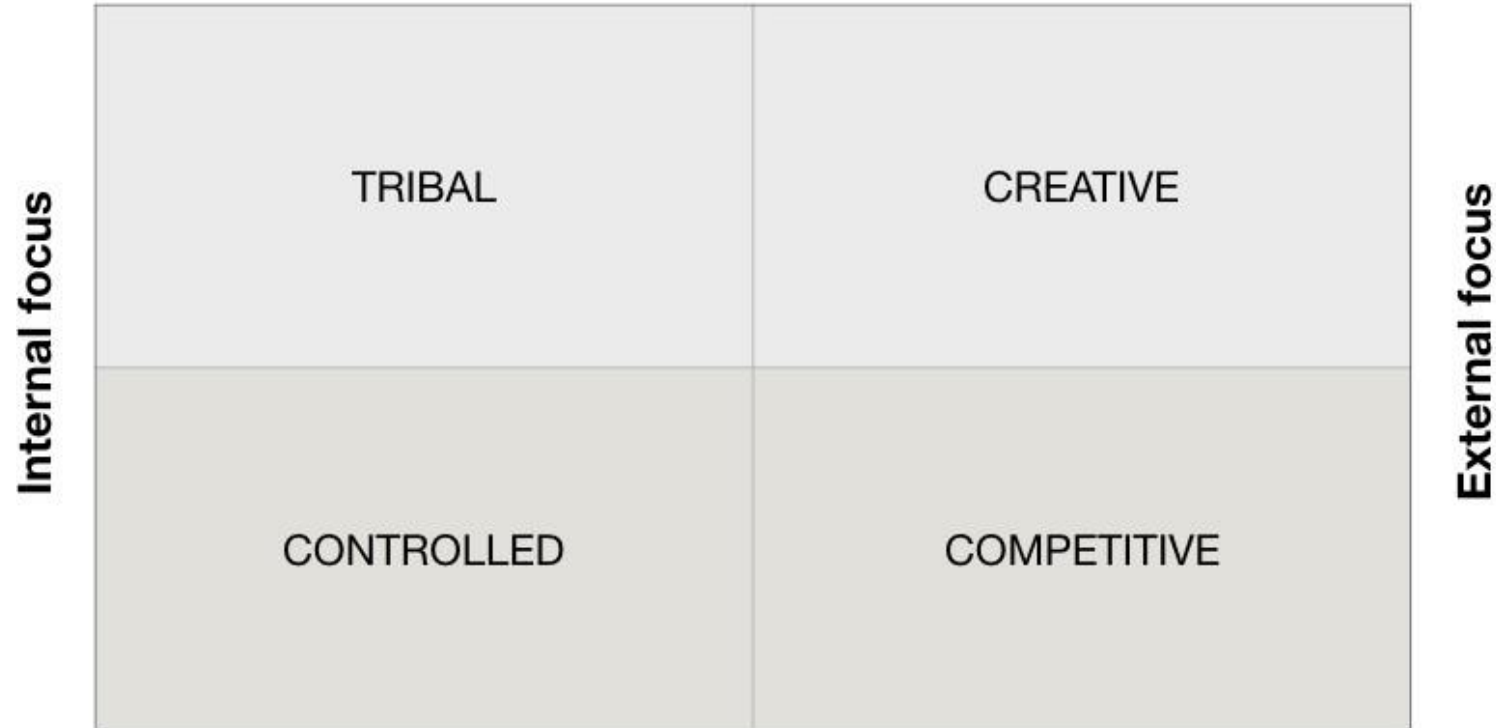 TRIBAL
CREATIVE
Internal focus
External focus
CONTROLLED
COMPETITIVE